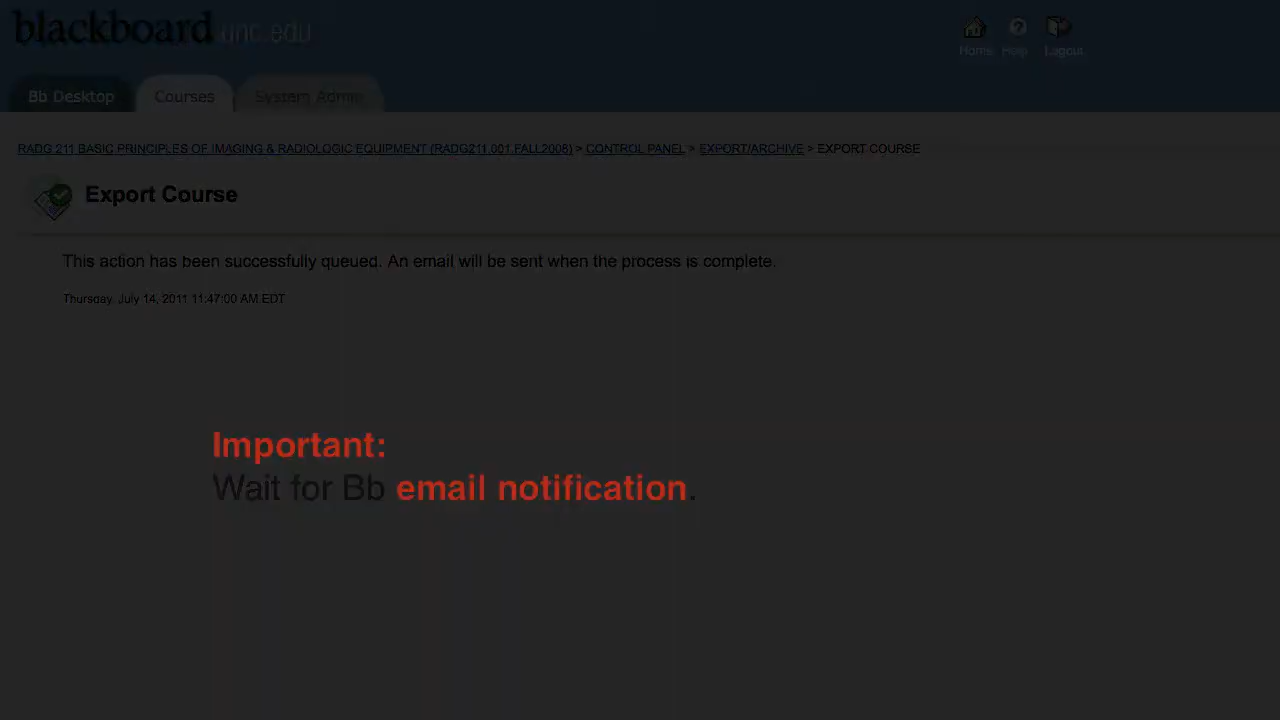 blackboard.unc.edu
Home Help Logout
Bb Desktop Courses System Admin
RADG 211 BASIC PRINCIPLES OF IMAGING & RADIOLOGIC EQUIPMENT (RADG211.001.FALL2008) > CONTROL PANEL > EXPORT/ARCHIVE > EXPORT COURSE
Export Course
This action has been successfully queued. An email will be sent when the process is complete.
Thursday, July 14, 2011 11:47:00 AM EDT
Important:
Wait for Bb email notification.